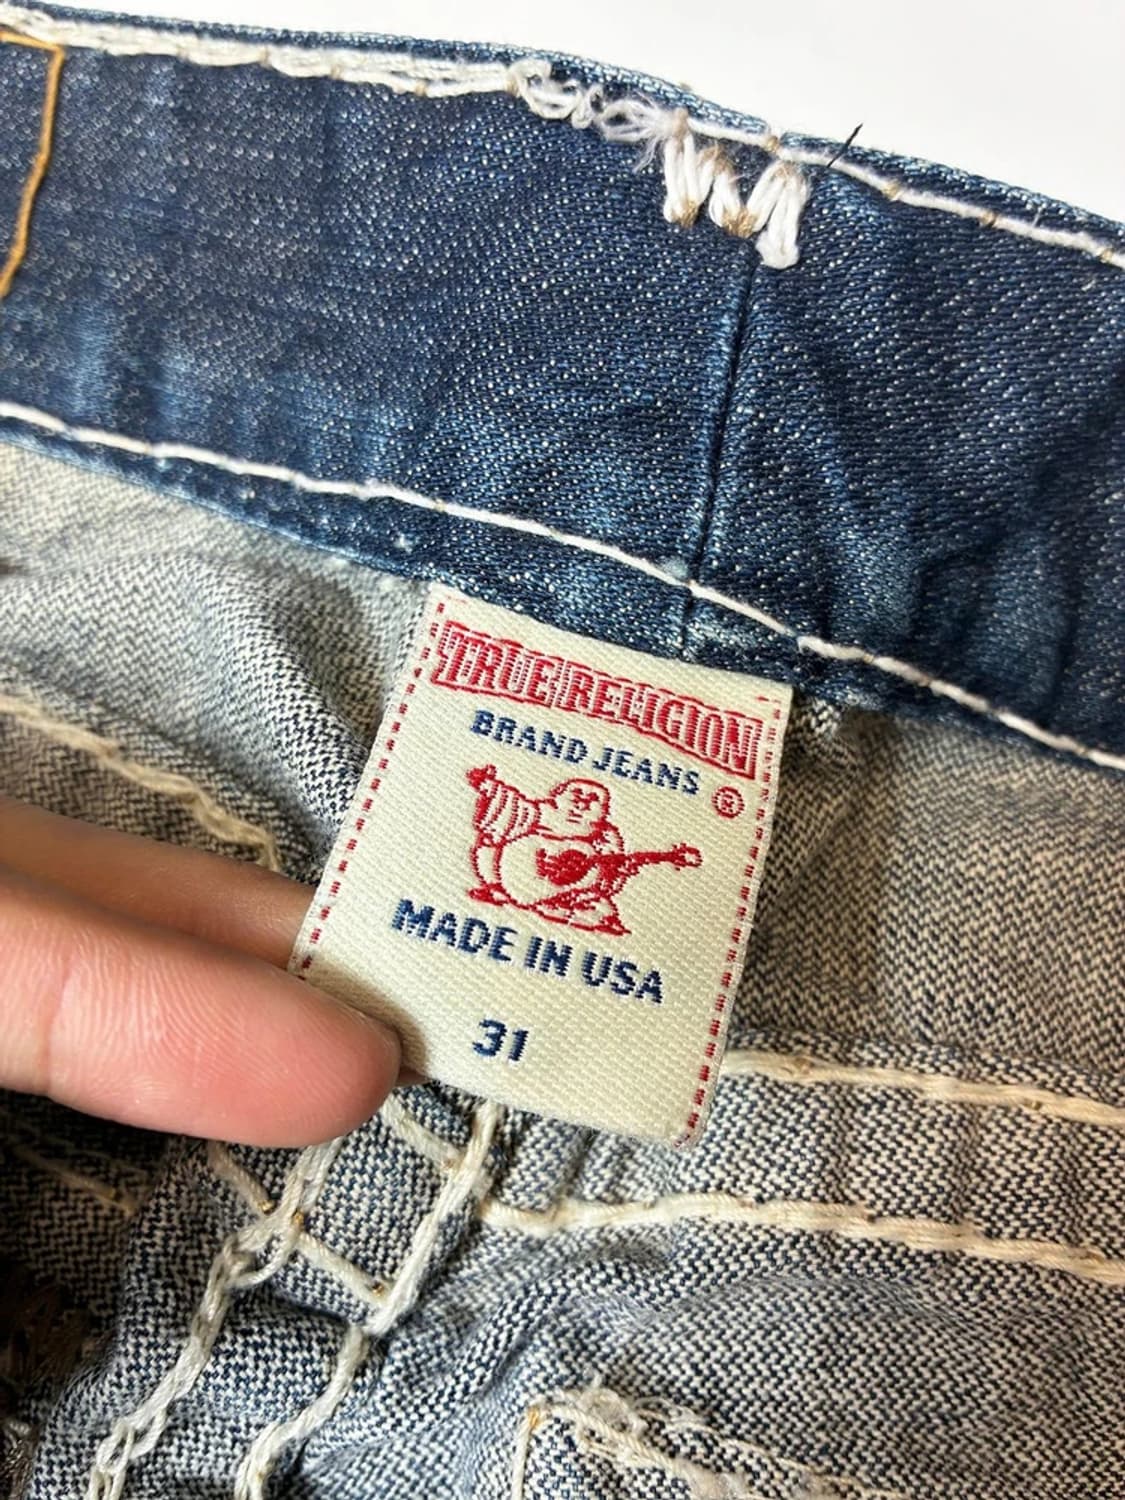 TRUE RELIGION
BRAND JEANS
®
MADE IN USA
31